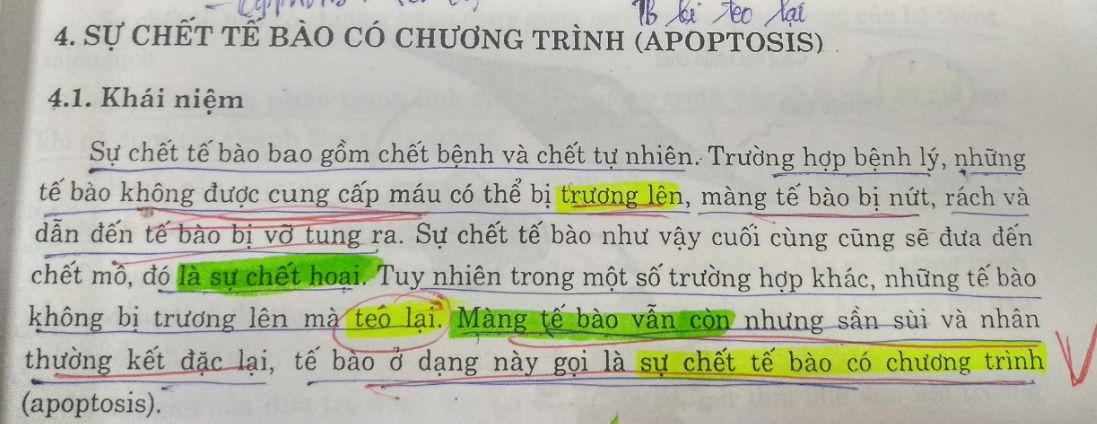 TB bị teo lại
4. SỰ CHẾT TẾ BÀO CÓ CHƯƠNG TRÌNH (APOPTOSIS)
4.1. Khái niệm
Sự chết tế bào bao gồm chết bệnh và chết tự nhiên. Trường hợp bệnh lý, những
tế bào không được cung cấp máu có thể bị trương lên, màng tế bào bị nứt, rách và
dẫn đến tế bào bị vỡ tung ra. Sự chết tế bào như vậy cuối cùng cũng sẽ đưa đến
chết mô, đó là sự chết hoại. Tuy nhiên trong một số trường hợp khác, những tế bào
không bị trương lên mà teo lại. Màng tế bào vẫn còn nhưng sần sùi và nhân
thường kết đặc lại, tế bào ở dạng này gọi là sự chết tế bào có chương trình
(apoptosis).